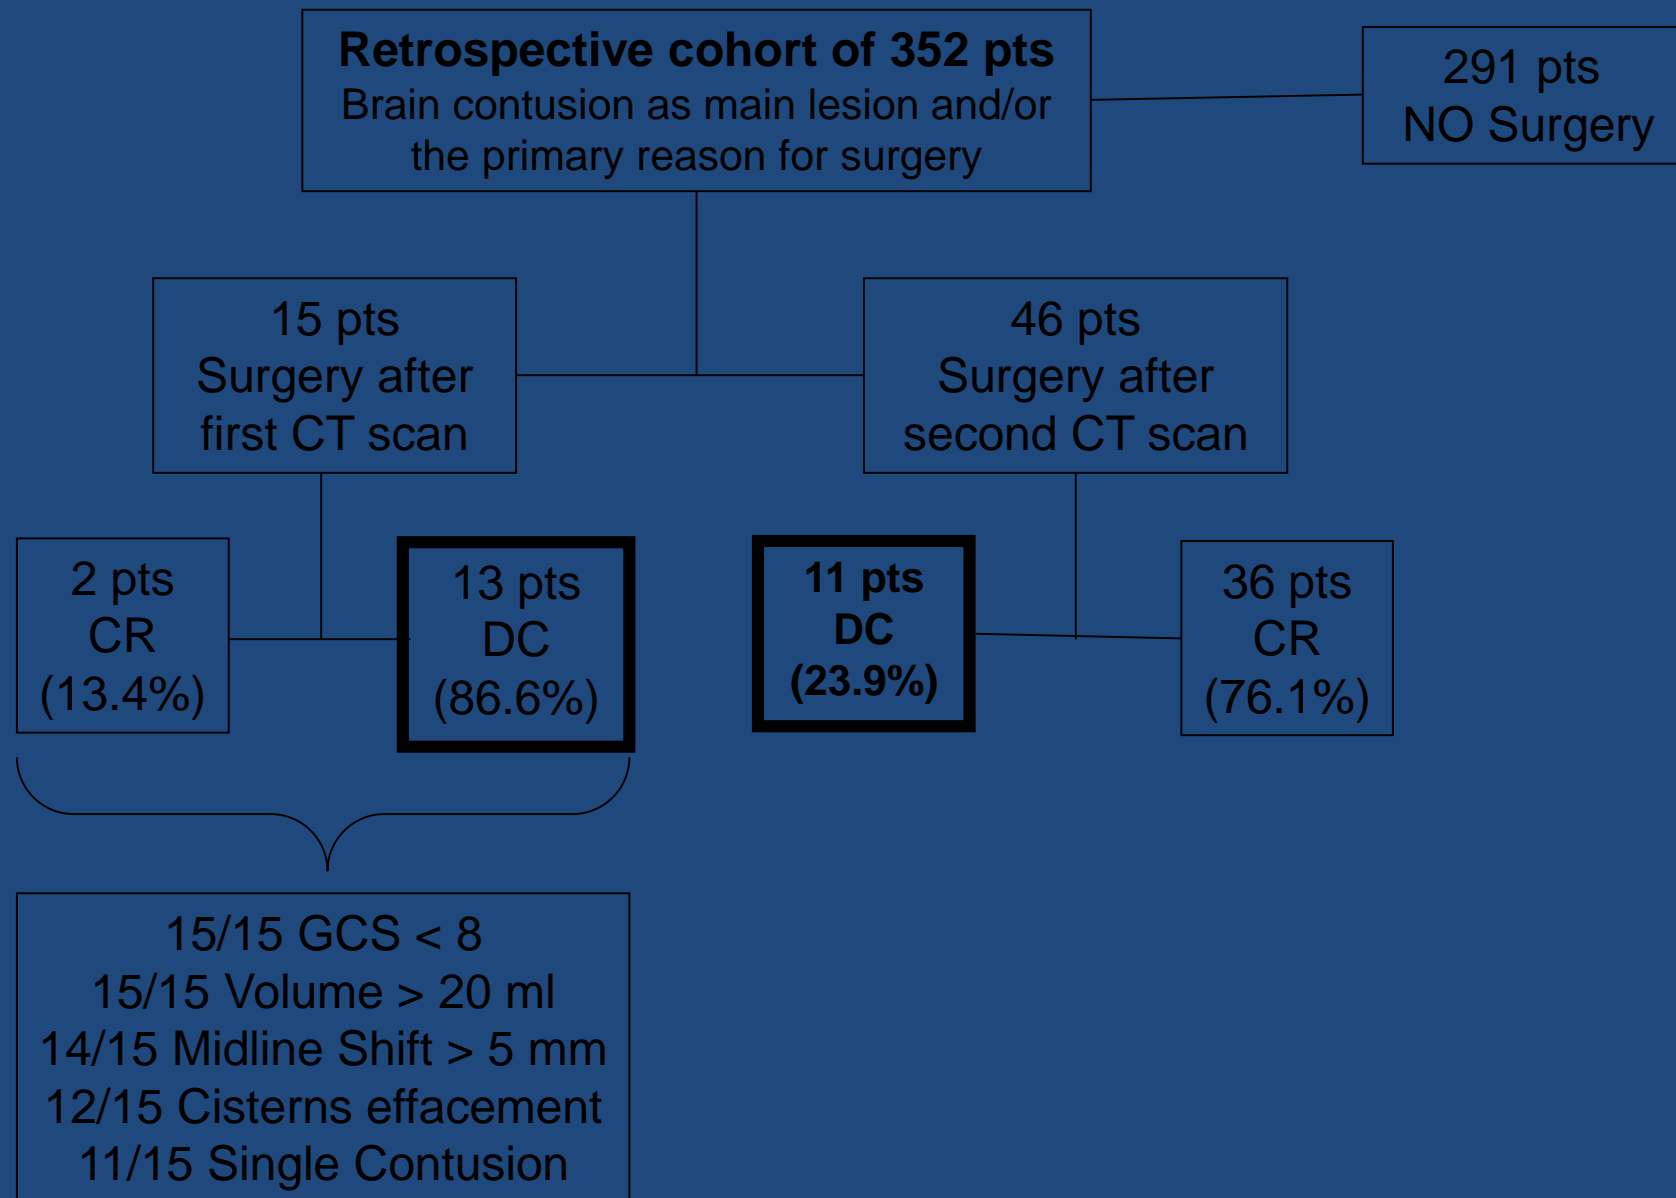 Retrospective cohort of 352 pts
Brain contusion as main lesion and/or
the primary reason for surgery
291 pts
NO Surgery
15 pts
Surgery after
first CT scan
46 pts
Surgery after
second CT scan
2 pts
CR
(13.4%)
13 pts
DC
(86.6%)
11 pts
DC
(23.9%)
36 pts
CR
(76.1%)
15/15 GCS < 8
15/15 Volume > 20 ml
14/15 Midline Shift > 5 mm
12/15 Cisterns effacement
11/15 Single Contusion